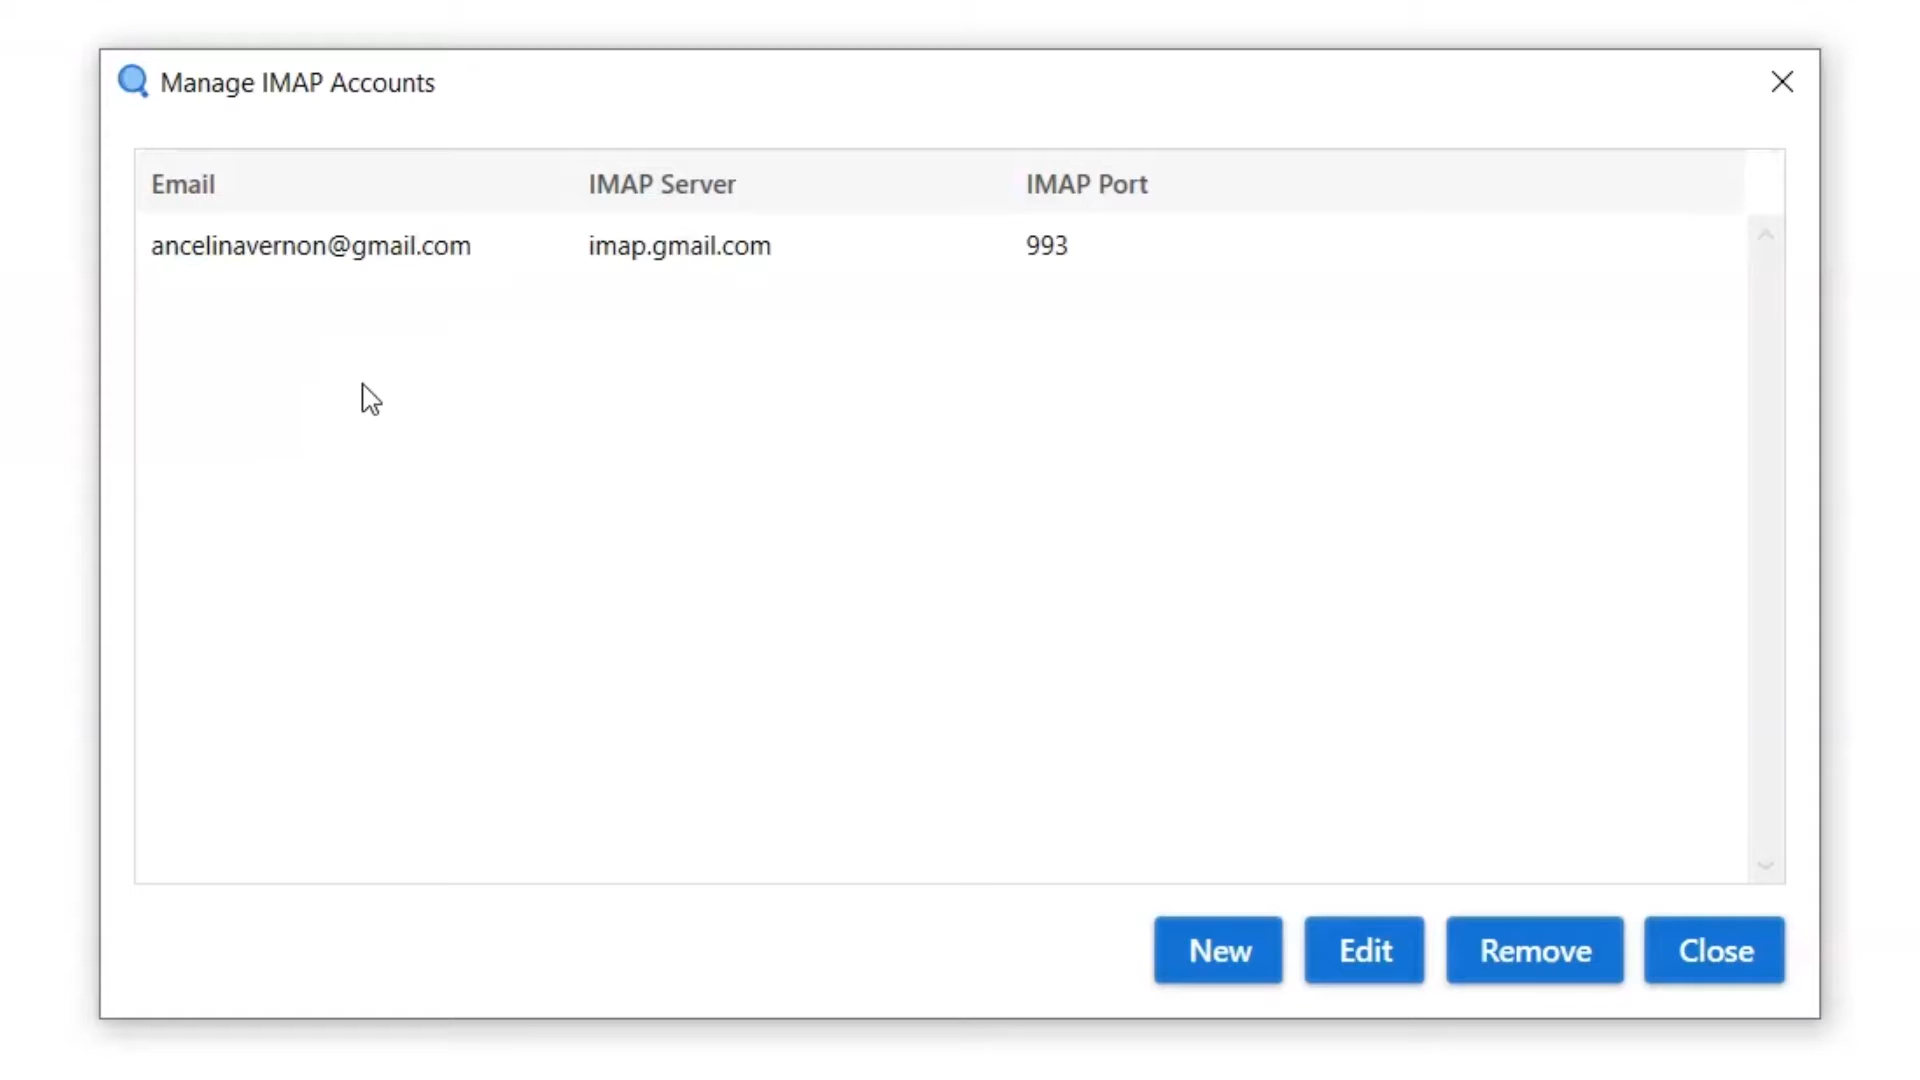 Manage IMAP Accounts
Email IMAP Server IMAP Port
ancelinavernon@gmail.com imap.gmail.com 993
New Edit Remove Close